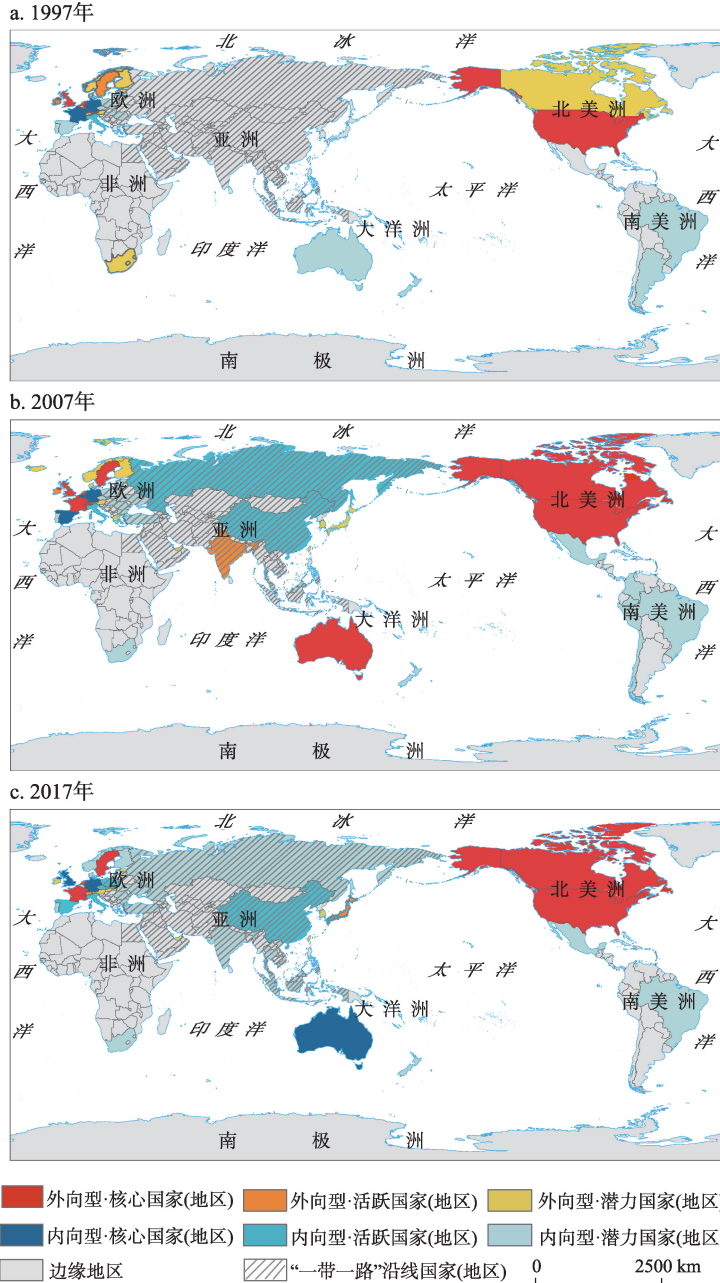 a. 1997年
北 冰 洋
欧 洲
亚 洲
北 美 洲
大 西 洋
非 洲
太 平 洋
大 西 洋
南 美 洲
印 度 洋
大 洋 洲
南 极 洲
b. 2007年
北 冰 洋
欧 洲
亚 洲
北 美 洲
大 西 洋
非 洲
太 平 洋
大 西 洋
南 美 洲
印 度 洋
大 洋 洲
南 极 洲
c. 2017年
北 冰 洋
欧 洲
亚 洲
北 美 洲
大 西 洋
非 洲
太 平 洋
大 西 洋
南 美 洲
印 度 洋
大 洋 洲
南 极 洲
外向型·核心国家(地区)
外向型·活跃国家(地区)
外向型·潜力国家(地区
内向型·核心国家(地区)
内向型·活跃国家(地区)
内向型·潜力国家(地区
边缘地区
“一带一路”沿线国家(地区)
0 2500 km